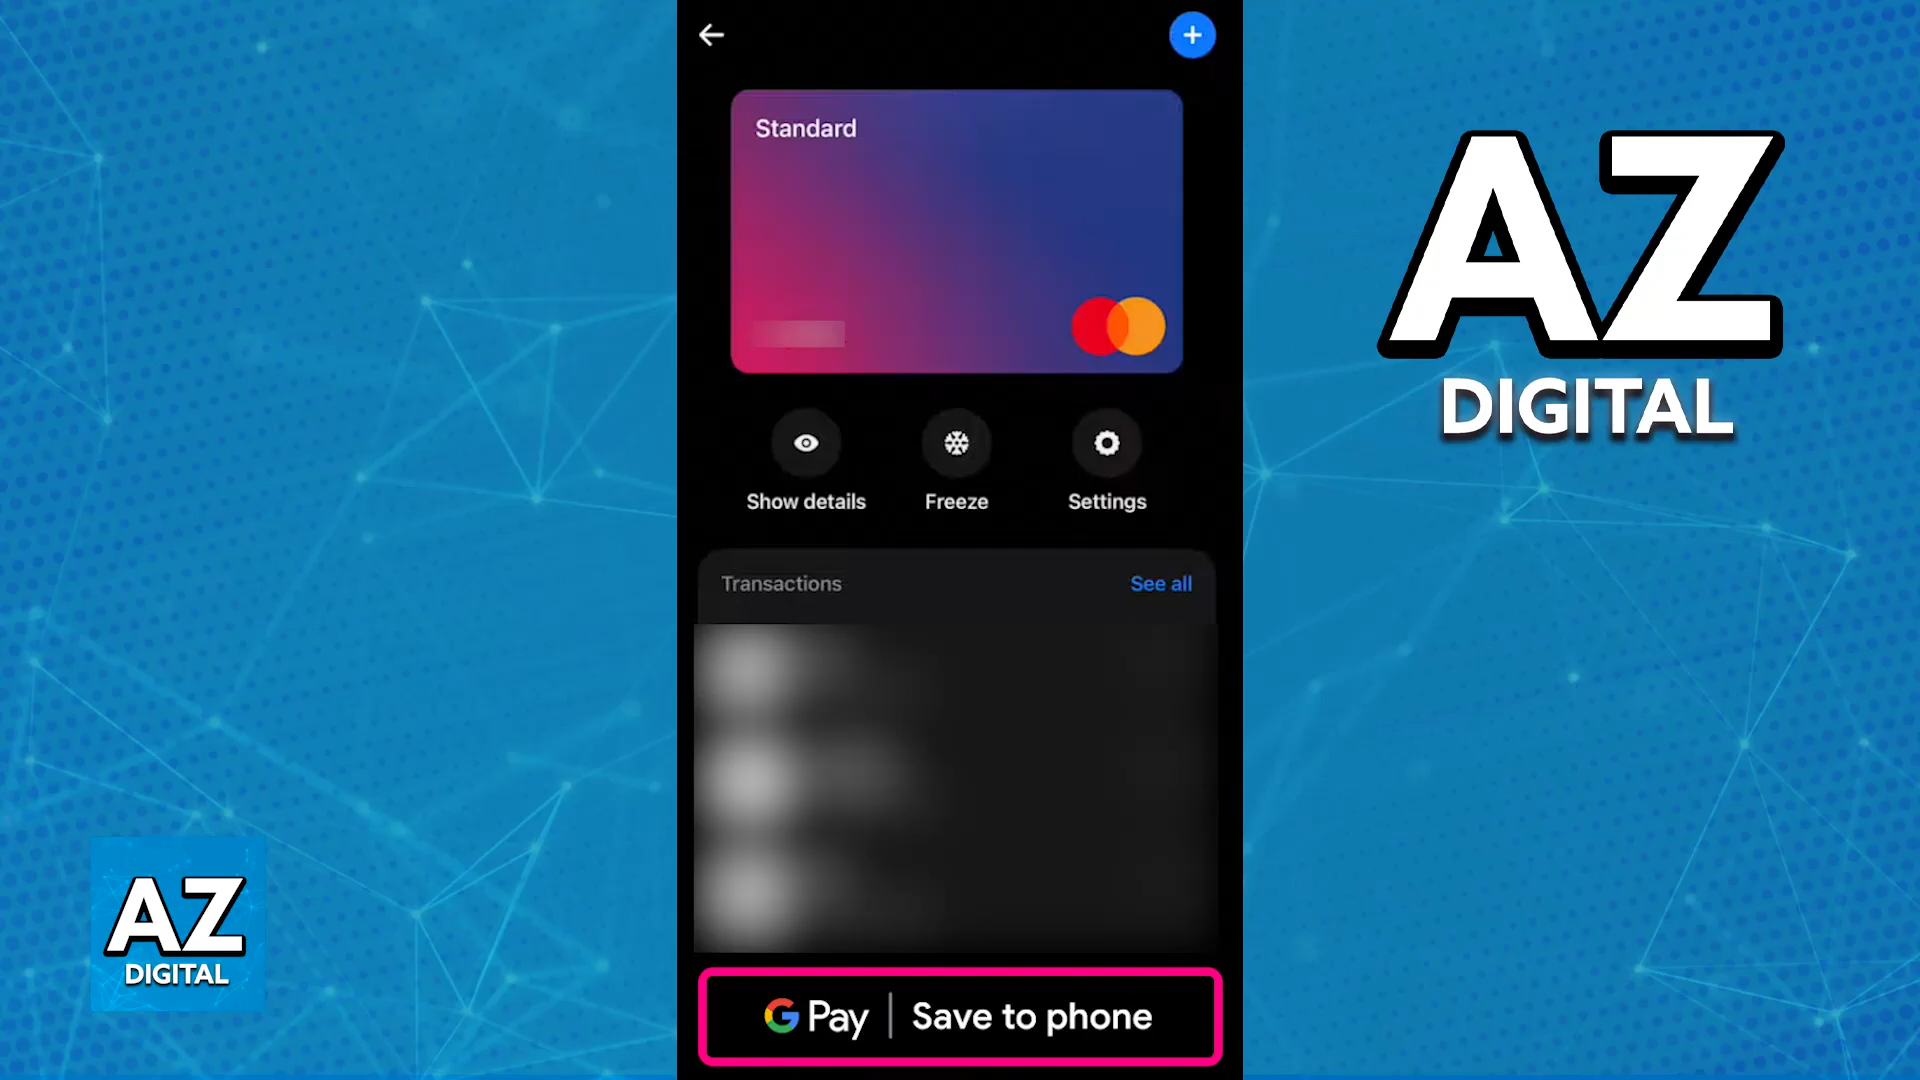 Standard
Show details
Freeze
Settings
Transactions
See all
G Pay | Save to phone
AZ
DIGITAL
AZ
DIGITAL